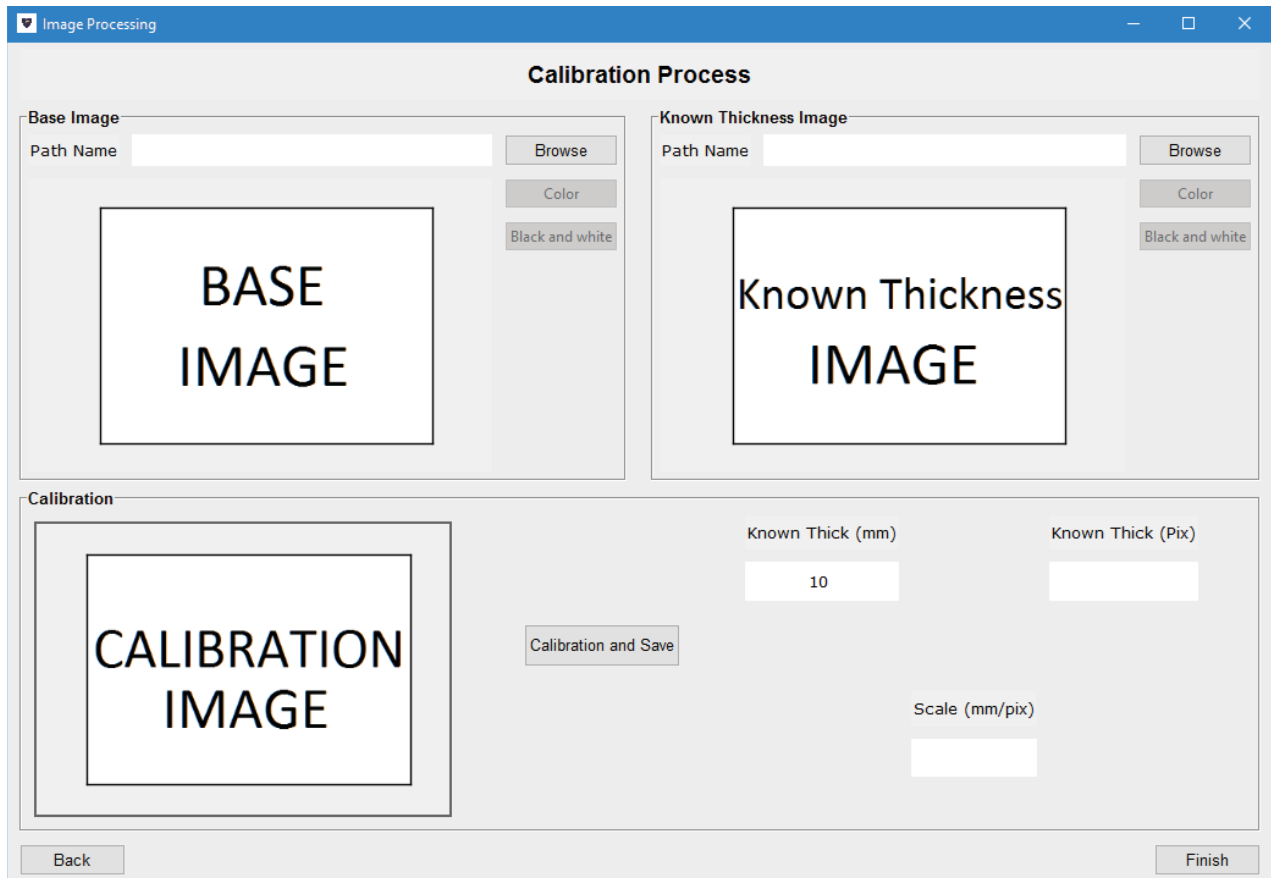 Image Processing
Calibration Process
Base Image
Path Name
Browse
Color
Black and white
BASE
IMAGE
Known Thickness Image
Path Name
Browse
Color
Black and white
Known Thickness
IMAGE
Calibration
CALIBRATION
IMAGE
Calibration and Save
Known Thick (mm)
10
Known Thick (Pix)
Scale (mm/pix)
Back
Finish